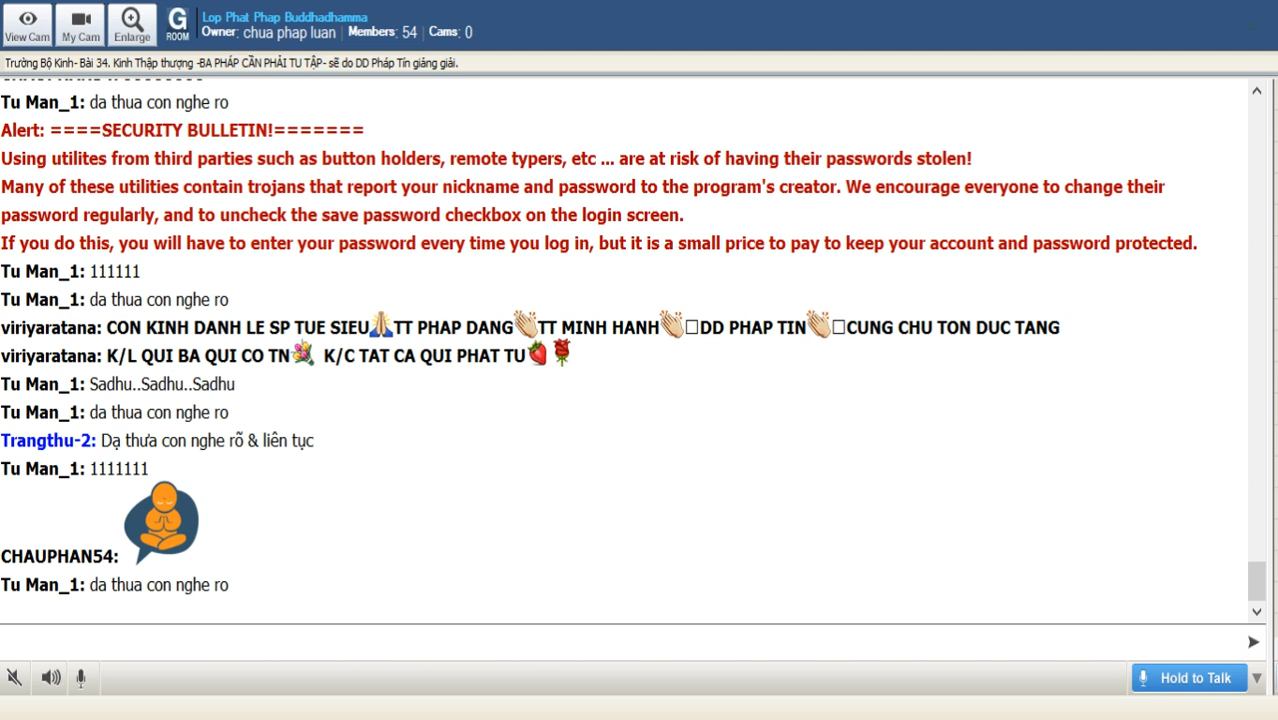 Lop Phat Phap Buddhadhamma
View Cam
My Cam
Enlarge
G ROOM
Owner: chua phap luan | Members: 54 | Cams: 0
Trường Bộ Kinh- Bài 34. Kinh Thập thượng -BA PHÁP CẦN PHẢI TU TẬP- sẽ do DD Pháp Tín giảng giải.
Tu Man_1: da thua con nghe ro
Alert: ====SECURITY BULLETIN!=======
Using utilites from third parties such as button holders, remote typers, etc ... are at risk of having their passwords stolen!
Many of these utilities contain trojans that report your nickname and password to the program's creator. We encourage everyone to change their
password regularly, and to uncheck the save password checkbox on the login screen.
If you do this, you will have to enter your password every time you log in, but it is a small price to pay to keep your account and password protected.
Tu Man_1: 111111
Tu Man_1: da thua con nghe ro
viriyaratana: CON KINH DANH LE SP TUE SIEU🙏TT PHAP DANG👏TT MINH HANH👏□DD PHAP TIN👏□CUNG CHU TON DUC TANG
viriyaratana: K/L QUI BA QUI CO TN💐 K/C TAT CA QUI PHAT TU🍓🌹
Tu Man_1: Sadhu..Sadhu..Sadhu
Tu Man_1: da thua con nghe ro
Trangthu-2: Dạ thưa con nghe rõ & liên tục
Tu Man_1: 1111111
CHAUPHAN54:
Tu Man_1: da thua con nghe ro
Hold to Talk